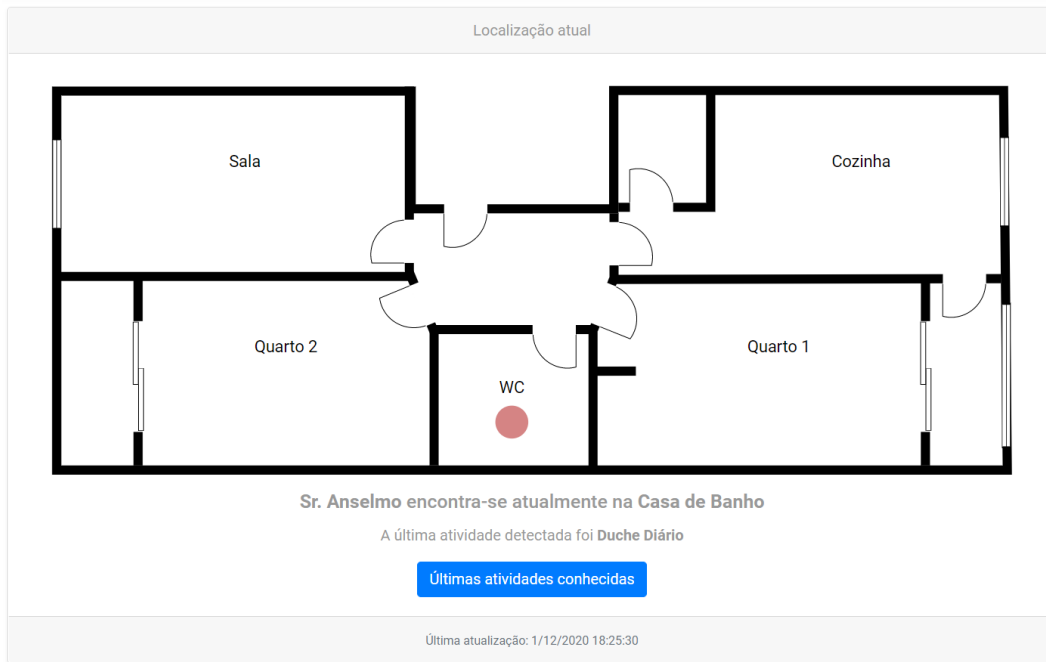 Localização atual
Sala
Cozinha
Quarto 2
Quarto 1
WC
Sr. Anselmo encontra-se atualmente na Casa de Banho
A última atividade detectada foi Duche Diário
Últimas atividades conhecidas
Última atualização: 1/12/2020 18:25:30